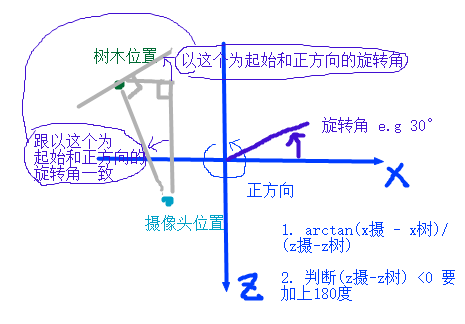 树木位置
以这个为起始和正方向的旋转角
旋转角 e.g 30°
跟以这个为
起始和正方向的
旋转角一致
X
正方向
摄像头位置
1. arctan(x摄 - x树)/
(z摄-z树)
2. 判断(z摄-z树) <0 要
加上180度
Z